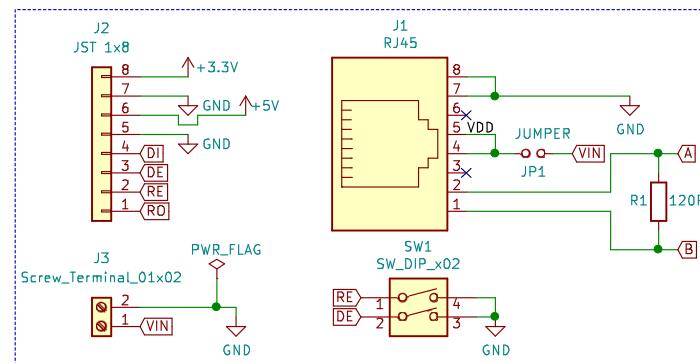 J2
JST 1x8
8
+3.3V
7
GND
6
+5V
5
GND
4
DI
3
DE
2
RE
1
RO
J1
RJ45
8
7
GND
6
5
VDD
4
JUMPER
JP1
VIN
3
2
1
A
R1
B
J3
Screw_Terminal_01x02
PWR_FLAG
2
1
VIN
GND
SW1
SW_DIP_x02
RE
1
4
DE
2
3
GND